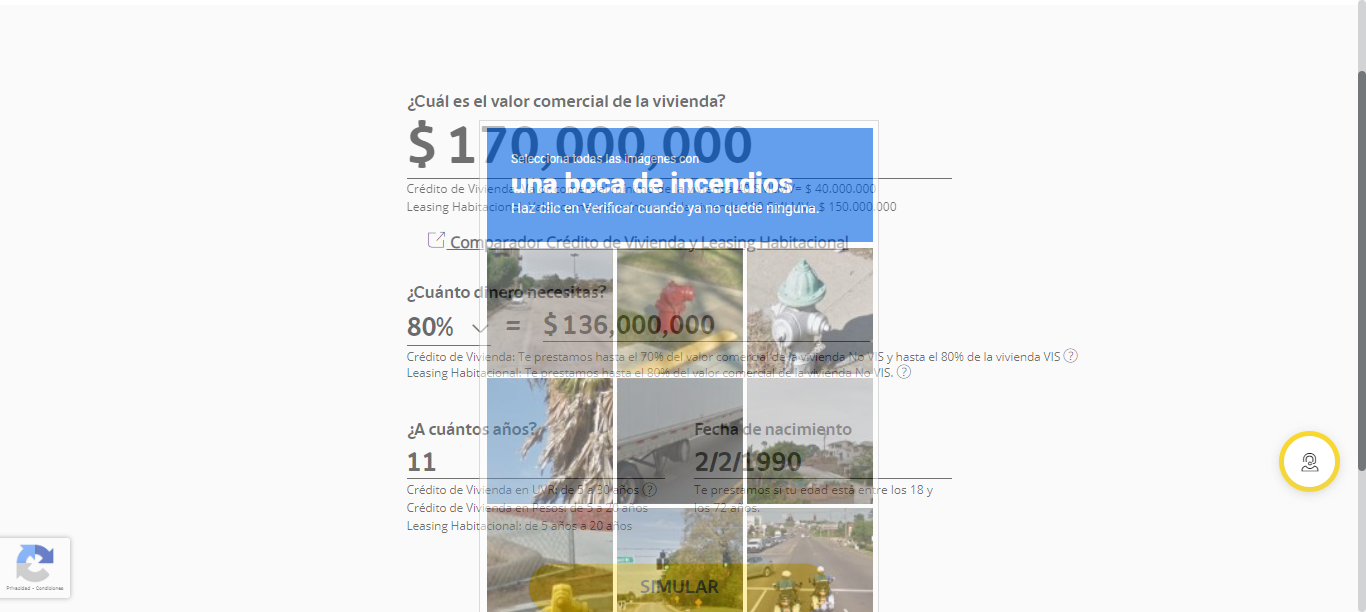 ¿Cuál es el valor comercial de la vivienda?
$ 170,000,000
Selecciona todas las imágenes con
una boca de incendios
Haz clic en Verificar cuando ya no quede ninguna.
Crédito de Vivienda: = $ 40.000.000
Leasing Habitacional: $ 150.000.000
Comparador Crédito de Vivienda y Leasing Habitacional
¿Cuánto dinero necesitas?
80% = $ 136,000,000
Crédito de Vivienda: Te prestamos hasta el 70% del valor comercial de la vivienda No VIS y hasta el 80% de la vivienda VIS ?
Leasing Habitacional: Te prestamos hasta el 80% del valor comercial de la vivienda No VIS. ?
¿A cuántos años?
11
Crédito de Vivienda en UVR: de 5 a 30 años ?
Crédito de Vivienda en Pesos: de 5 a 20 años
Leasing Habitacional: de 5 años a 20 años
Fecha de nacimiento
2/2/1990
Te prestamos si tu edad está entre los 18 y
los 72 años.
SIMULAR
Privacidad - Condiciones